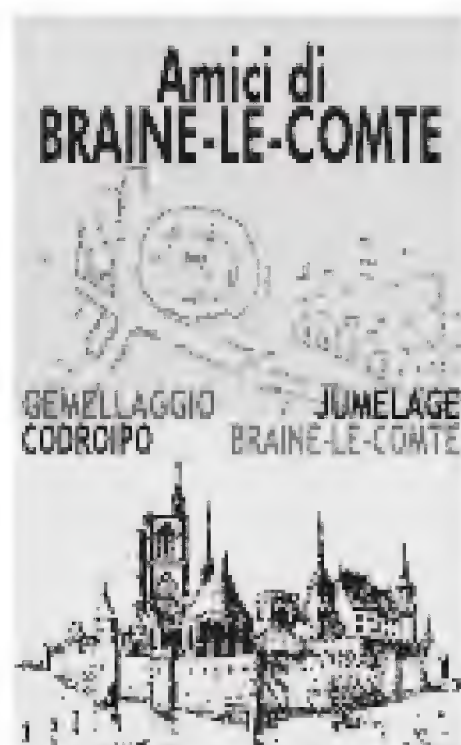 Amici di
BRAINE-LE-COMTE
GEMELLAGGIO JUMELAGE
CODROIPO BRAINE-LE-COMTE